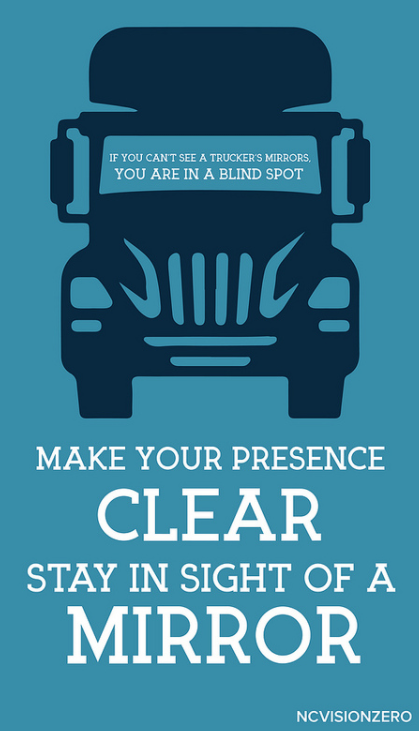 IF YOU CAN'T SEE A TRUCKER'S MIRRORS,
YOU ARE IN A BLIND SPOT
MAKE YOUR PRESENCE
CLEAR
STAY IN SIGHT OF A
MIRROR
NCVISIONZERO